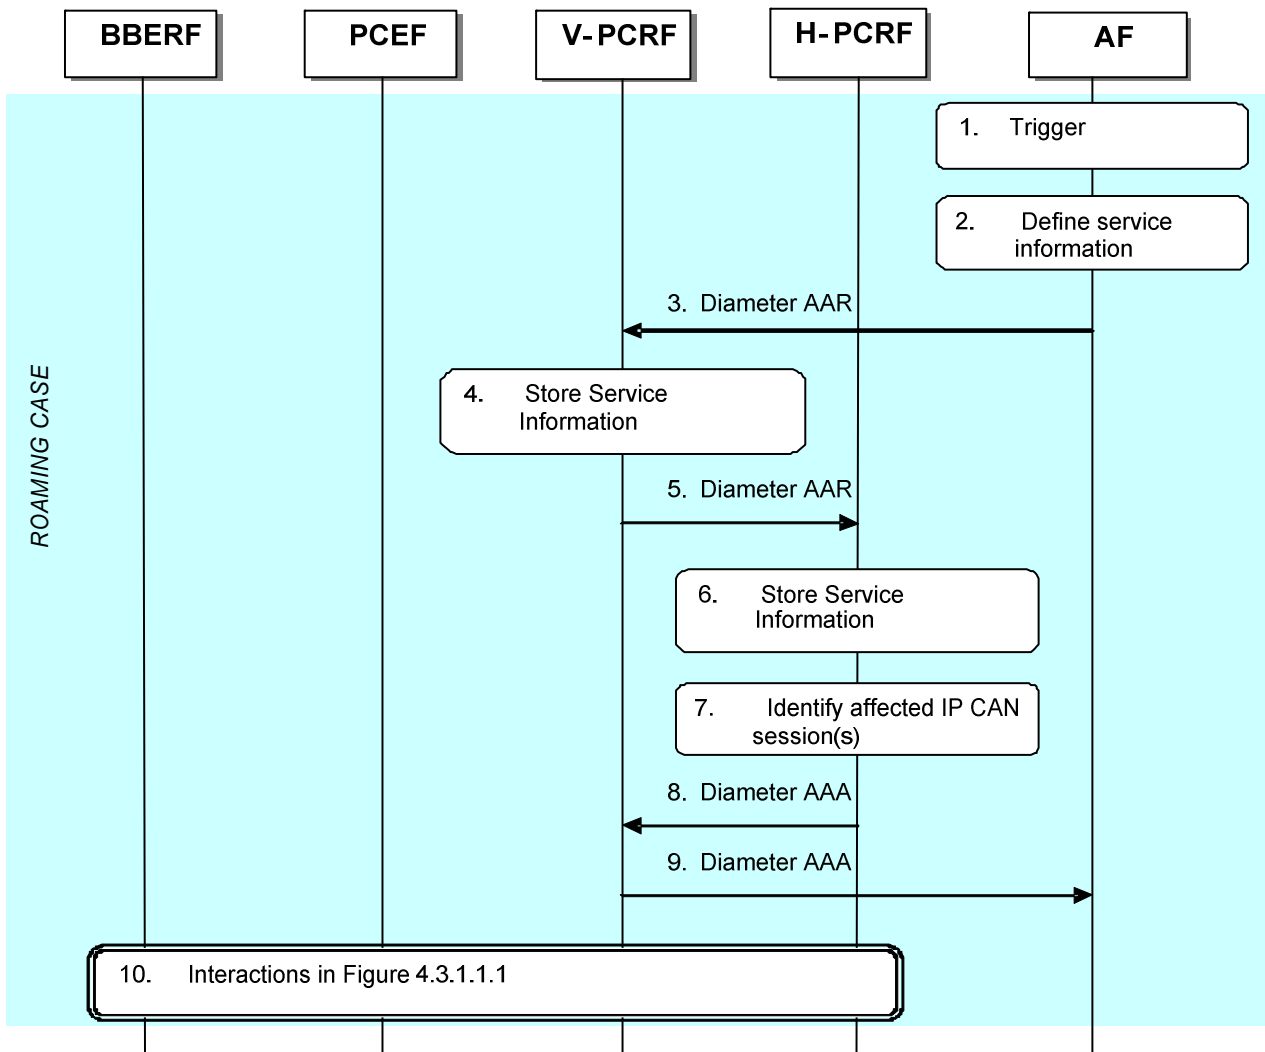 BBERF
PCEF
V-PCRF
H-PCRF
AF
1. Trigger
2. Define service
information
3. Diameter AAR
ROAMING CASE
4. Store Service
Information
5. Diameter AAR
6. Store Service
Information
7. Identify affected IP CAN
session(s)
8. Diameter AAA
9. Diameter AAA
10. Interactions in Figure 4.3.1.1.1